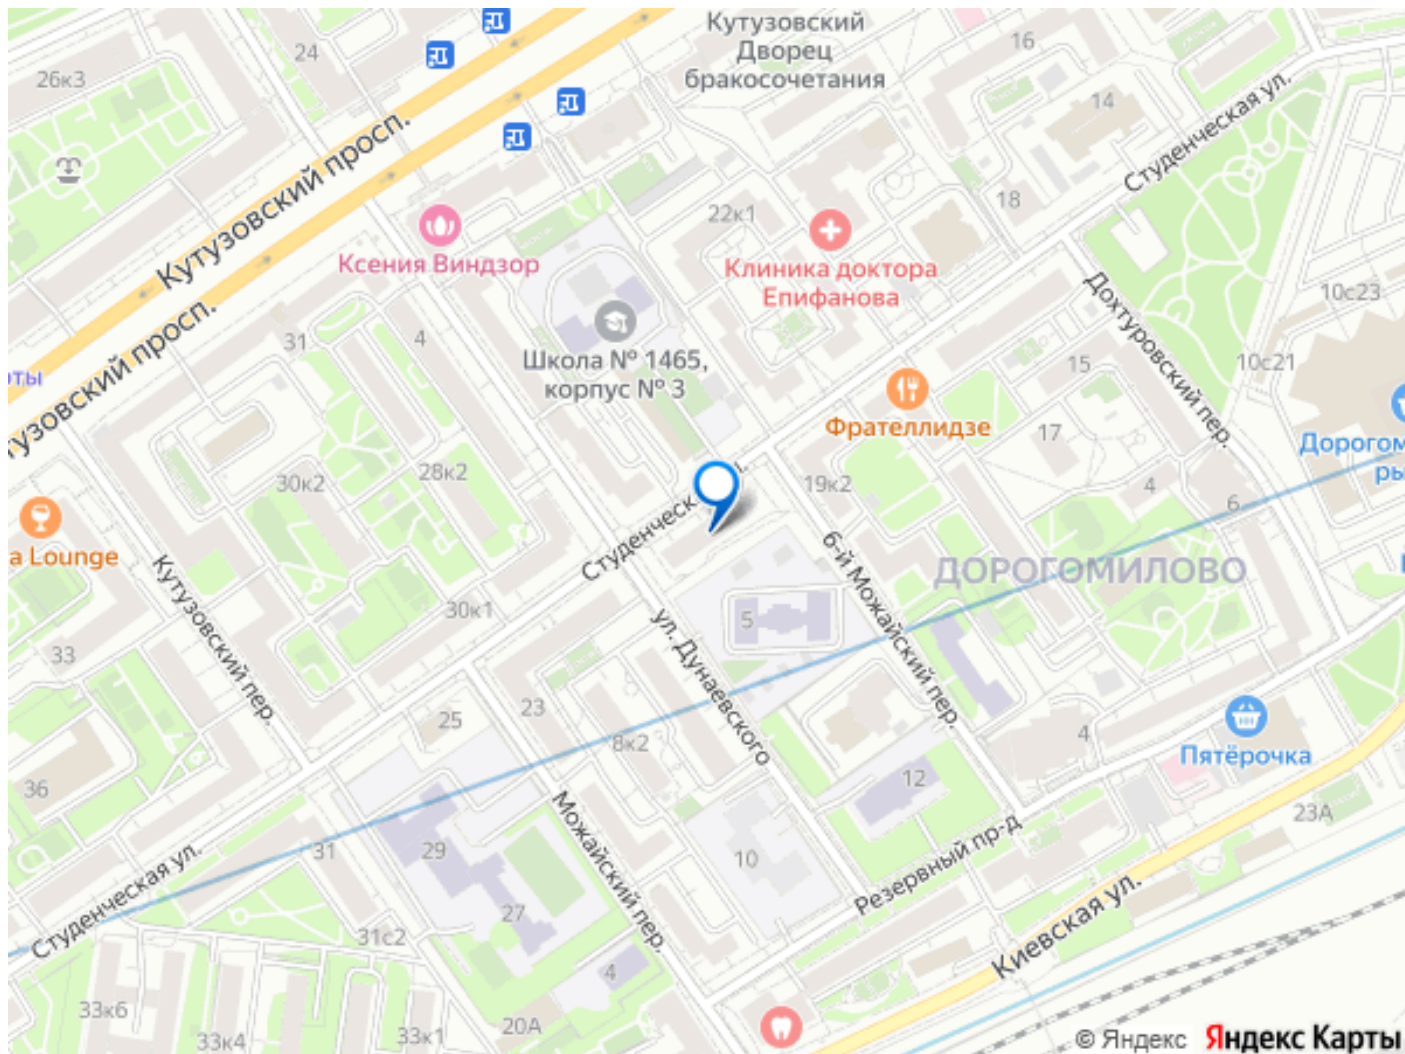 Кутузовский
Дворец
бракосочетания
24
26к3
16
14
Кутузовский просп.
Студенческая ул.
18
22к1
Ксения Виндзор
Клиника доктора
Епифанова
Дохтуровский пер.
10с23
31
4
Школа № 1465,
корпус № 3
15
10с21
Фрателлидзе
17
19к2
28к2
30к2
4
6
a Lounge
Кутузовский пер.
6-й Можайский пер.
ДОРОГОМИЛОВО
30к1
5
ул. Дунаевского
33
23
25
8к2
4
Пятёрочка
36
12
23А
Можайский пер.
Резервный пр-д
31
29
10
Студенческая ул.
27
Киевская ул.
31с2
4
33к6
20А
33к4
33к1
© Яндекс Яндекс Карты